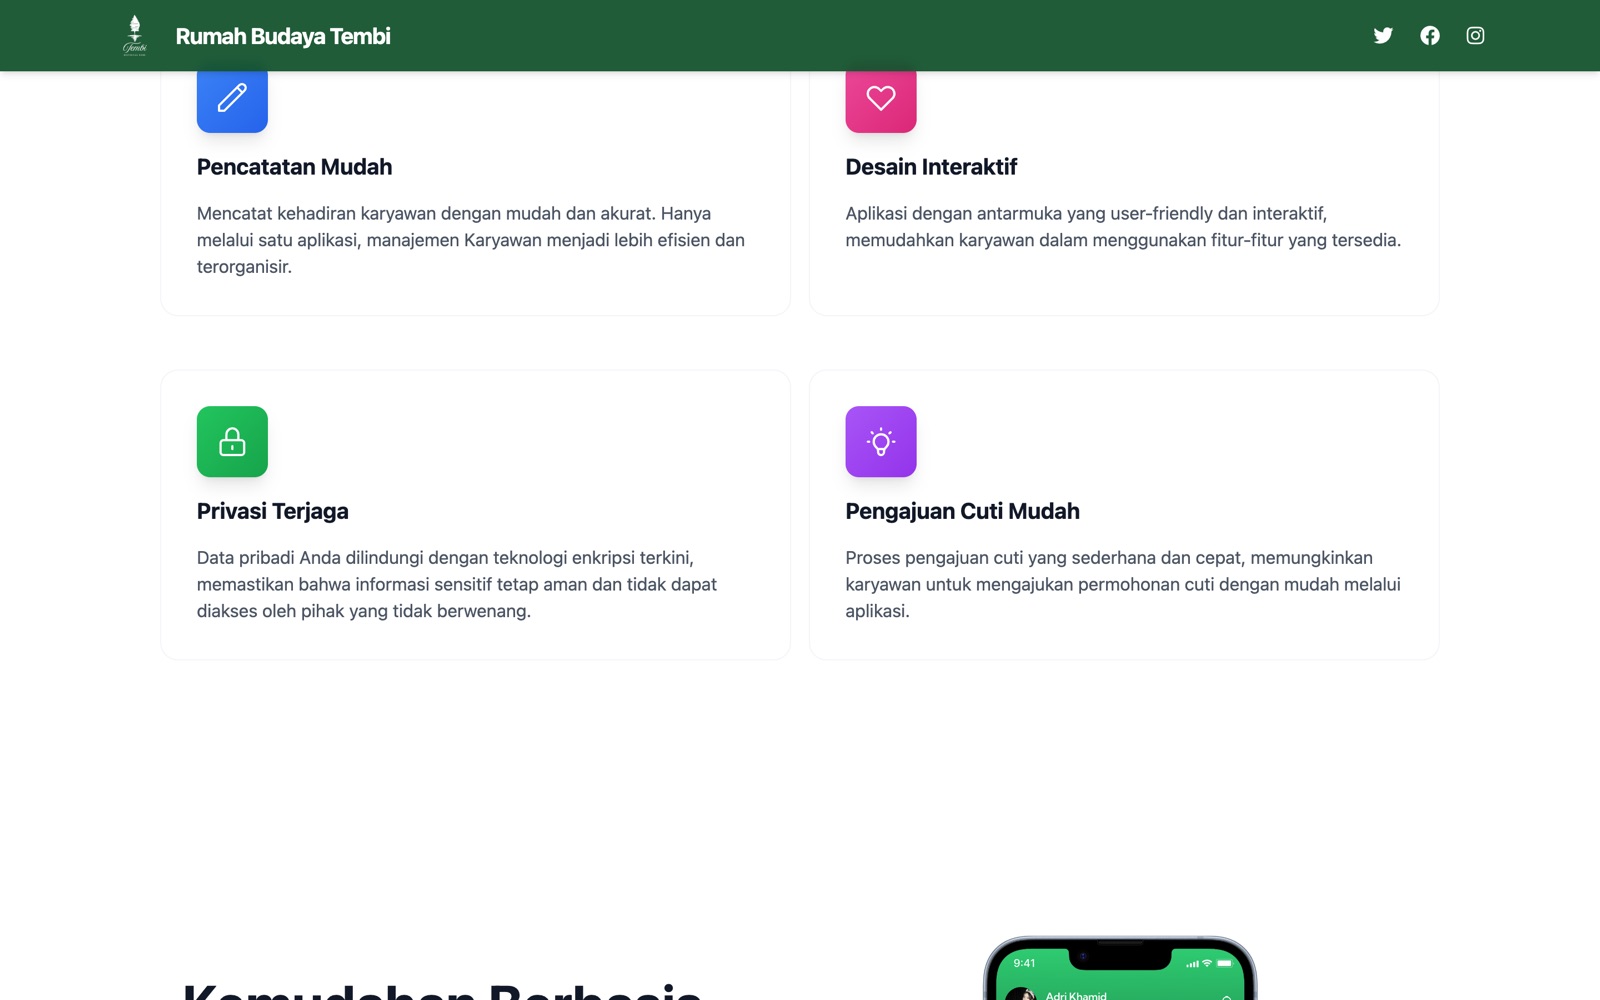 Tembi
Rumah Budaya Tembi
Pencatatan Mudah
Mencatat kehadiran karyawan dengan mudah dan akurat. Hanya
melalui satu aplikasi, manajemen Karyawan menjadi lebih efisien dan
terorganisir.
Desain Interaktif
Aplikasi dengan antarmuka yang user-friendly dan interaktif,
memudahkan karyawan dalam menggunakan fitur-fitur yang tersedia.
Privasi Terjaga
Data pribadi Anda dilindungi dengan teknologi enkripsi terkini,
memastikan bahwa informasi sensitif tetap aman dan tidak dapat
diakses oleh pihak yang tidak berwenang.
Pengajuan Cuti Mudah
Proses pengajuan cuti yang sederhana dan cepat, memungkinkan
karyawan untuk mengajukan permohonan cuti dengan mudah melalui
aplikasi.
Kemudahan Berbasis
9:41
Adri Khamid